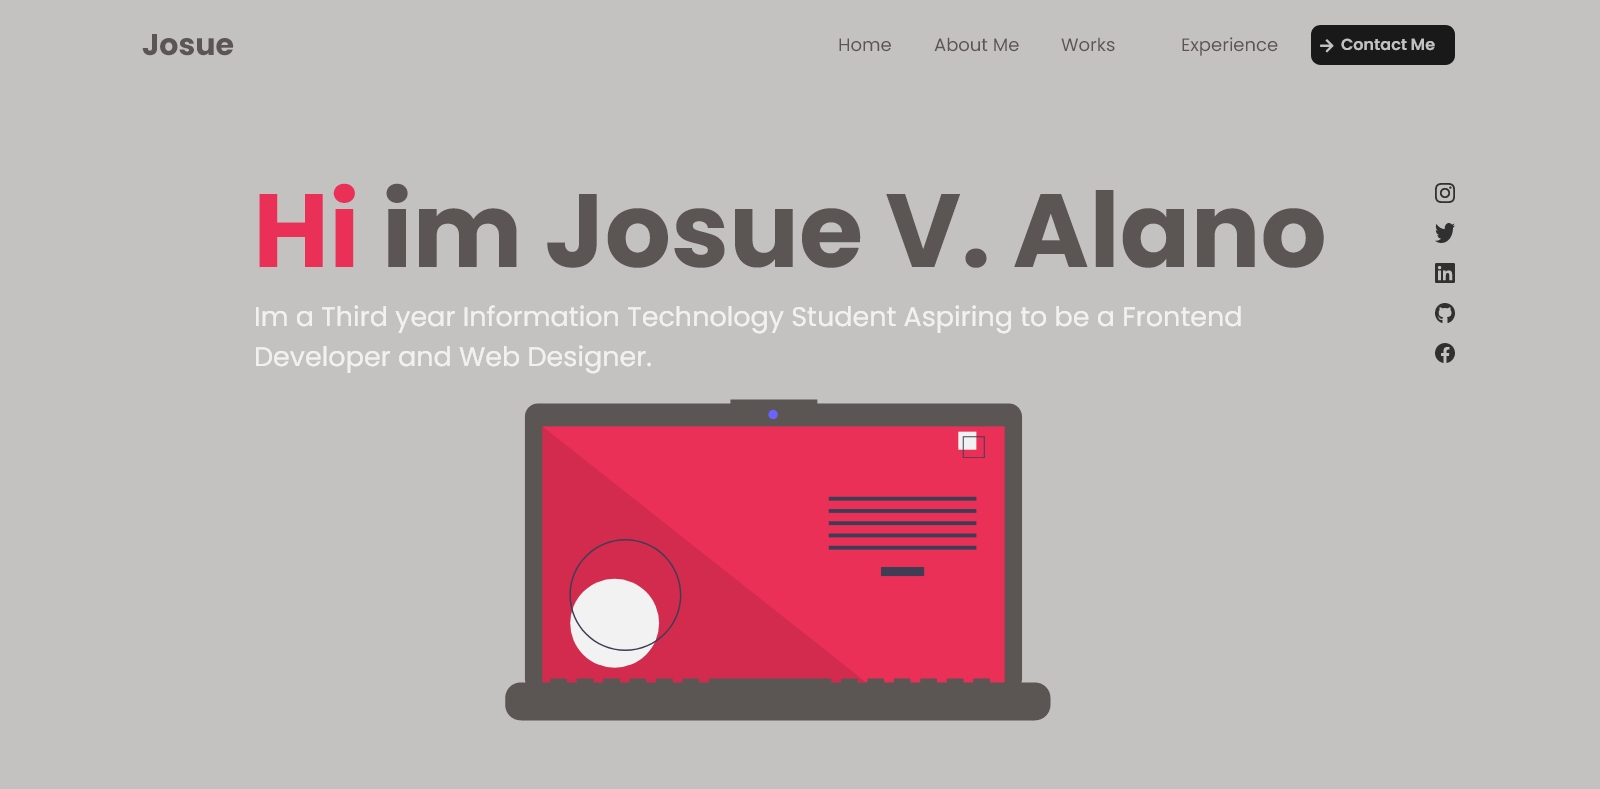 Josue
Home About Me Works Experience Contact Me
Hi im Josue V. Alano
Im a Third year Information Technology Student Aspiring to be a Frontend
Developer and Web Designer.